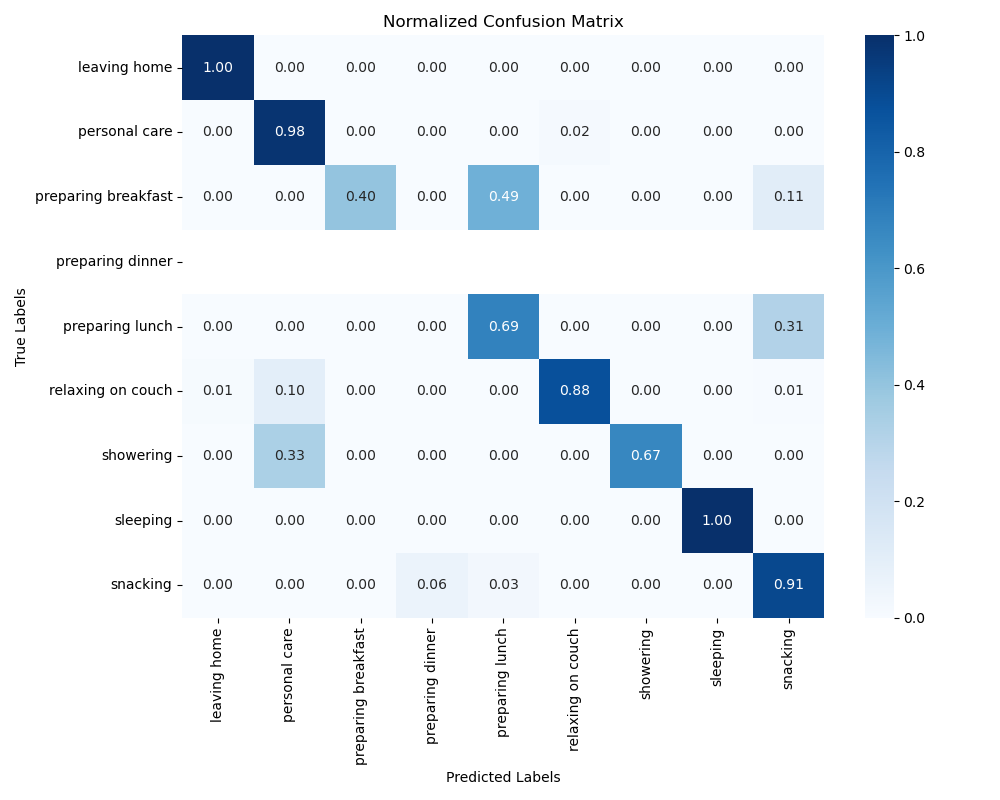 Normalized Confusion Matrix
True Labels
leaving home 1.00 0.00 0.00 0.00 0.00 0.00 0.00 0.00 0.00
personal care 0.00 0.98 0.00 0.00 0.00 0.02 0.00 0.00 0.00
preparing breakfast 0.00 0.00 0.40 0.00 0.49 0.00 0.00 0.00 0.11
preparing dinner
preparing lunch 0.00 0.00 0.00 0.00 0.69 0.00 0.00 0.00 0.31
relaxing on couch 0.01 0.10 0.00 0.00 0.00 0.88 0.00 0.00 0.01
showering 0.00 0.33 0.00 0.00 0.00 0.00 0.67 0.00 0.00
sleeping 0.00 0.00 0.00 0.00 0.00 0.00 0.00 1.00 0.00
snacking 0.00 0.00 0.00 0.06 0.03 0.00 0.00 0.00 0.91
leaving home
personal care
preparing breakfast
preparing dinner
preparing lunch
relaxing on couch
showering
sleeping
snacking
Predicted Labels
1.0
0.8
0.6
0.4
0.2
0.0